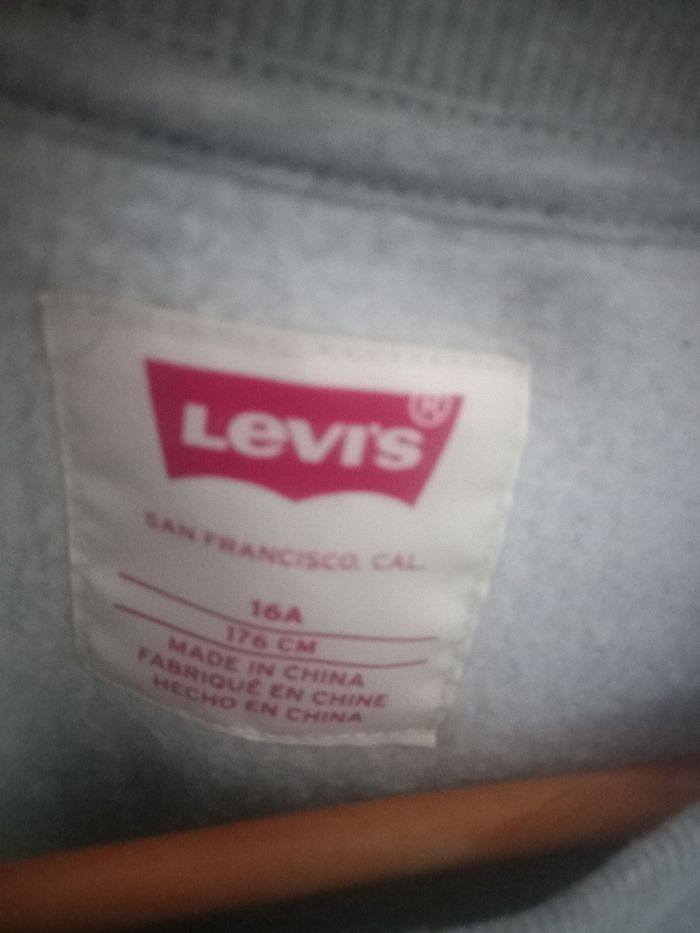 Levi's®
SAN FRANCISCO, CAL.
16A
176 CM
MADE IN CHINA
FABRIQUÉ EN CHINE
HECHO EN CHINA